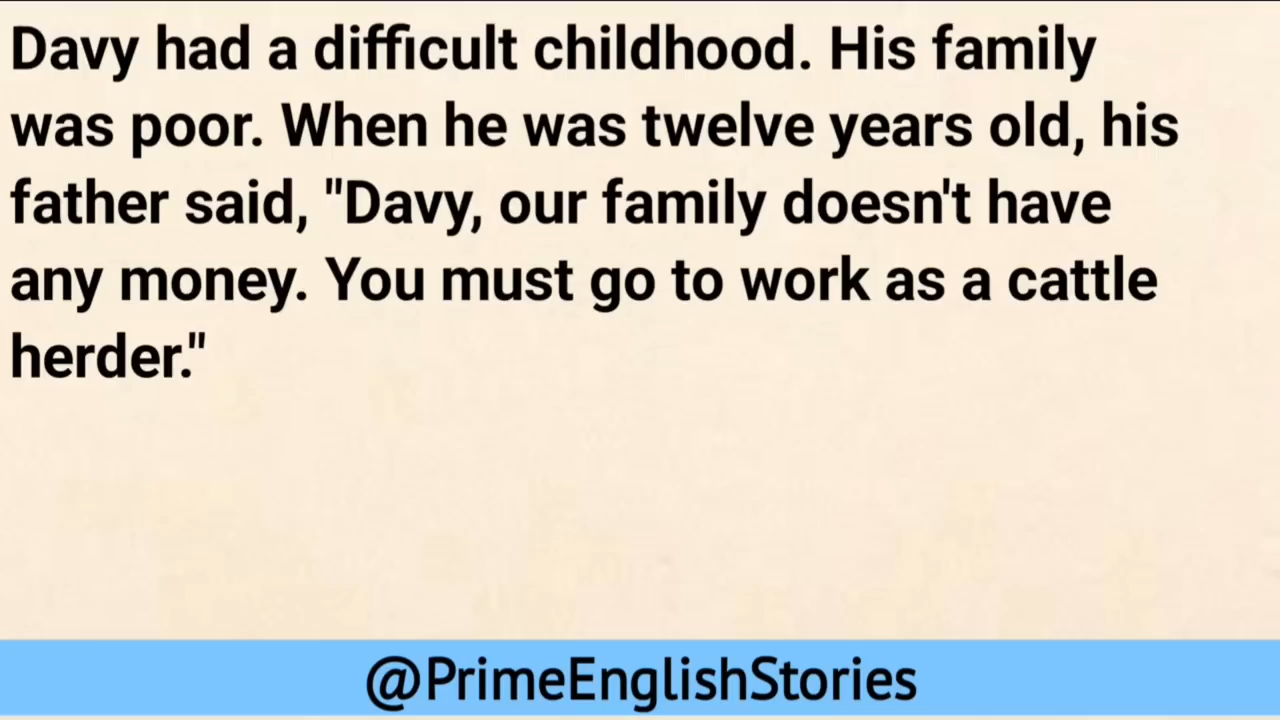 Davy had a difficult childhood. His family
was poor. When he was twelve years old, his
father said, "Davy, our family doesn't have
any money. You must go to work as a cattle
herder."
@PrimeEnglishStories